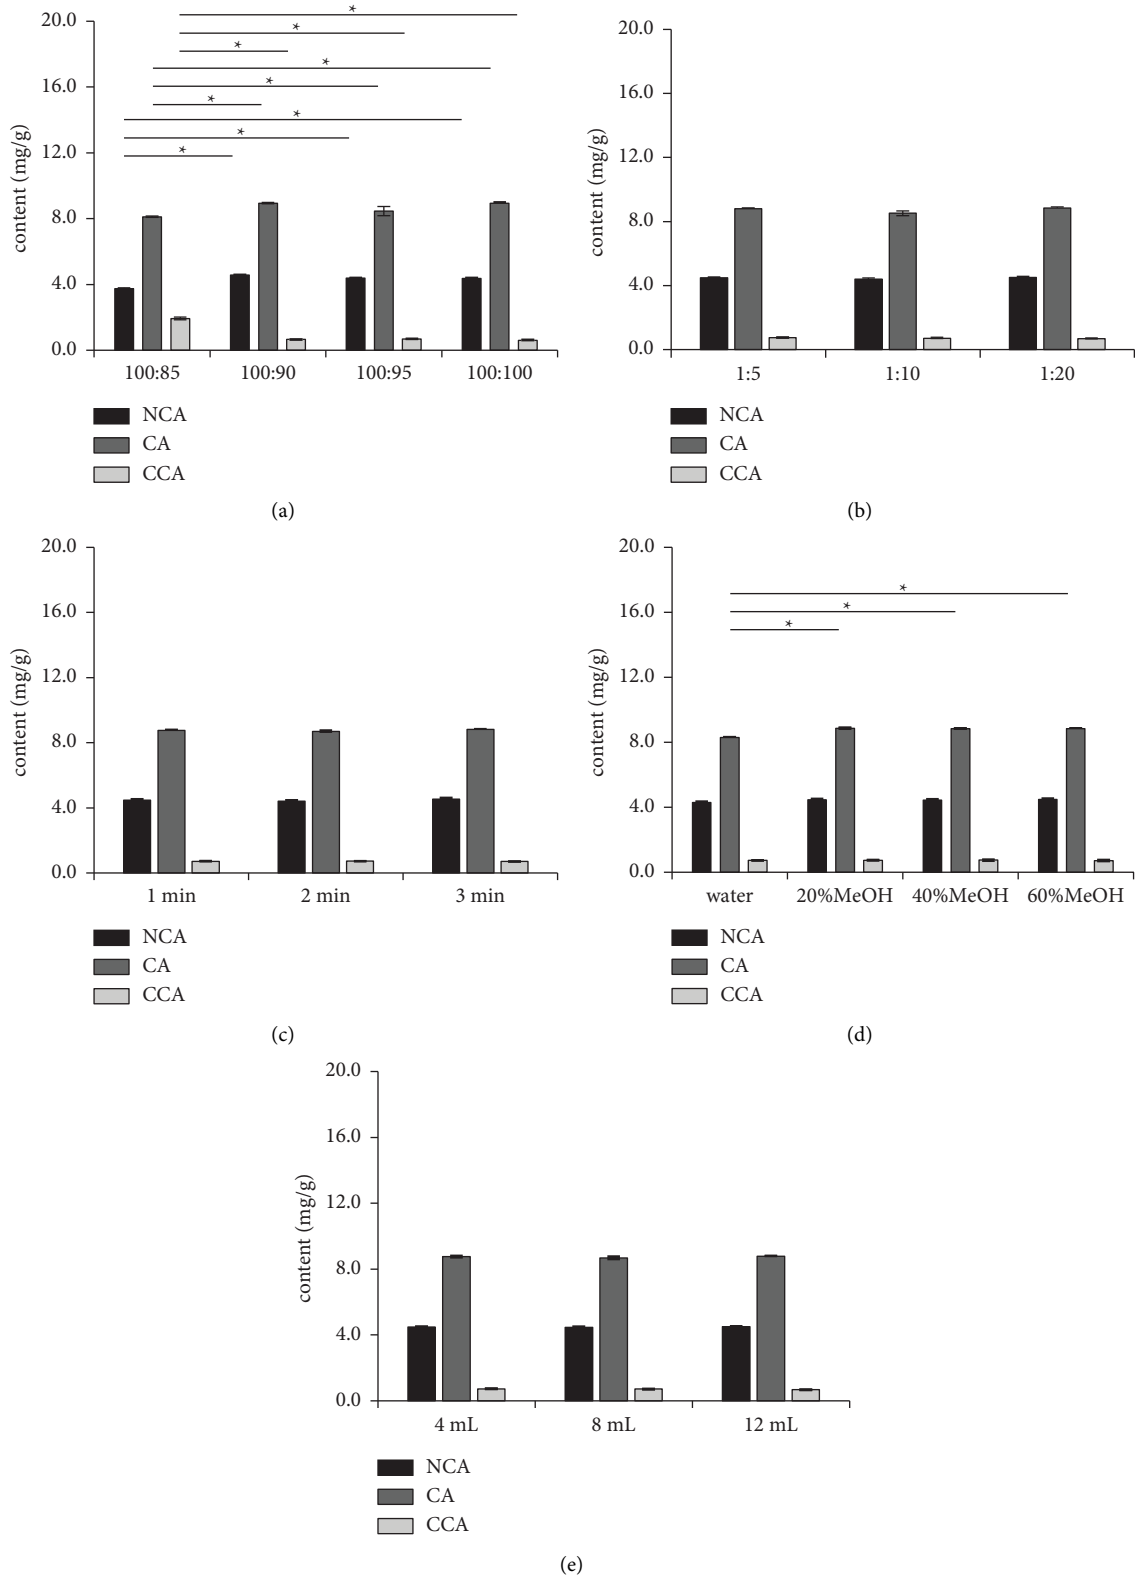 20.0
16.0
12.0
8.0
4.0
0.0
content (mg/g)
* * * * * * * * *
100:85 100:90 100:95 100:100
NCA
CA
CCA
(a)
20.0
16.0
12.0
8.0
4.0
0.0
content (mg/g)
1:5 1:10 1:20
NCA
CA
CCA
(b)
20.0
16.0
12.0
8.0
4.0
0.0
content (mg/g)
1 min 2 min 3 min
NCA
CA
CCA
(c)
20.0
16.0
12.0
8.0
4.0
0.0
content (mg/g)
* * *
water 20%MeOH 40%MeOH 60%MeOH
NCA
CA
CCA
(d)
20.0
16.0
12.0
8.0
4.0
0.0
content (mg/g)
4 mL 8 mL 12 mL
NCA
CA
CCA
(e)